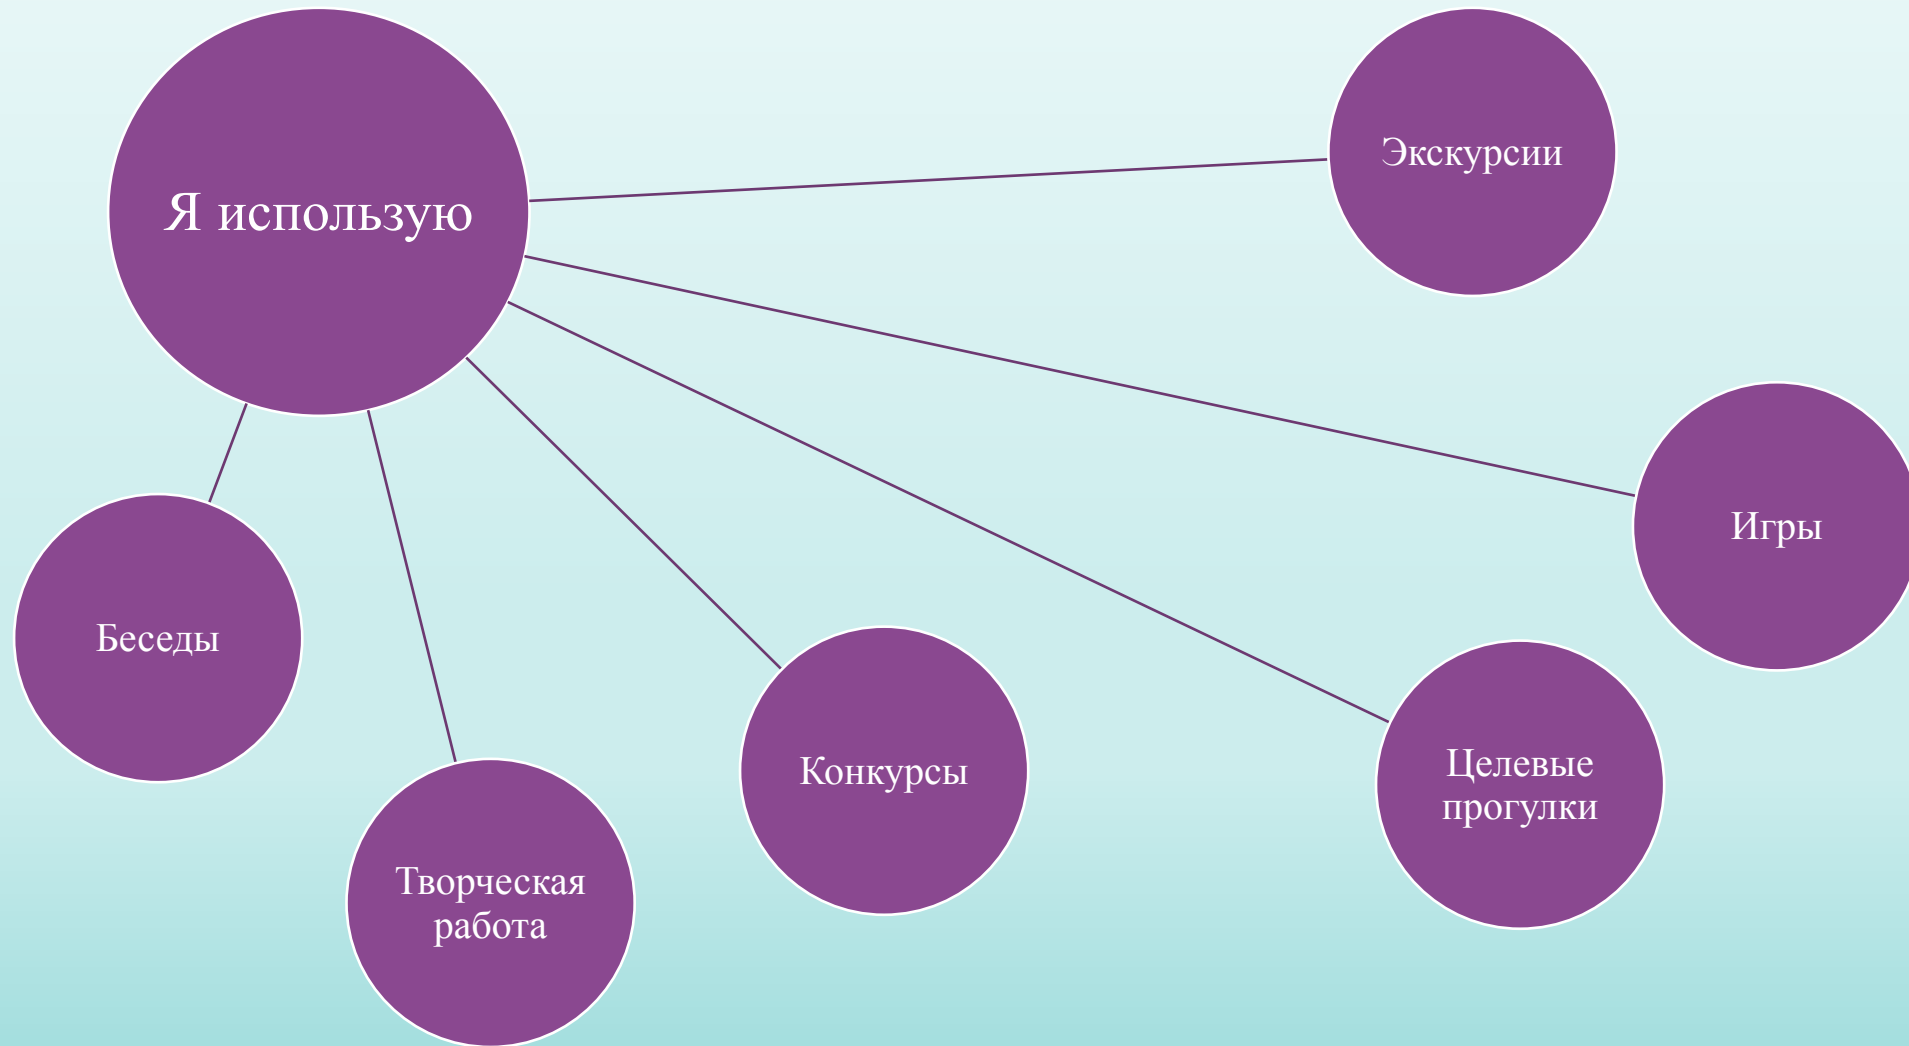 Я использую
Экскурсии
Игры
Целевые
прогулки
Конкурсы
Творческая
работа
Беседы